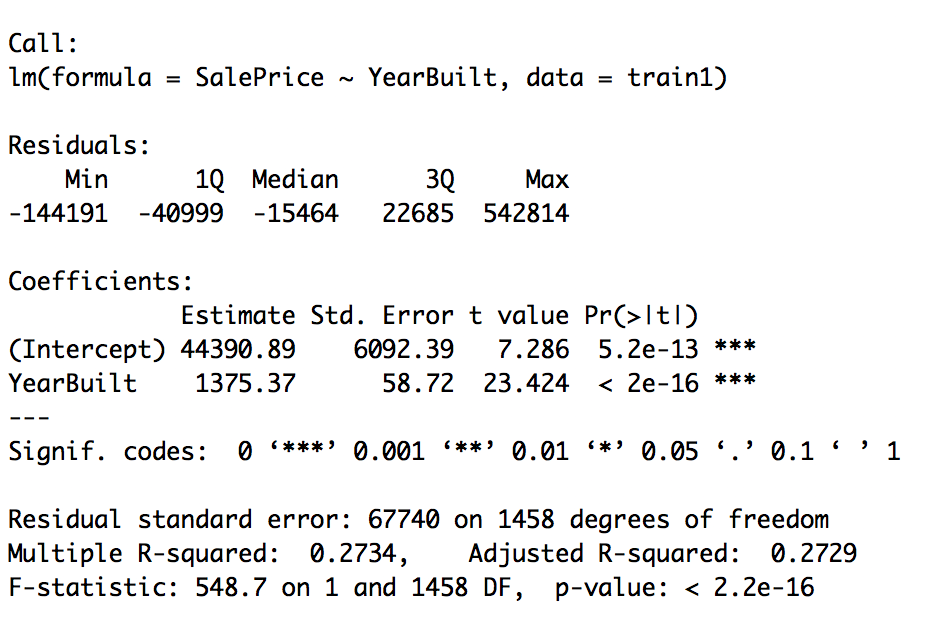 Call:
lm(formula = SalePrice ~ YearBuilt, data = train1)
Residuals:
Min 1Q Median 3Q Max
-144191 -40999 -15464 22685 542814
Coefficients:
Estimate Std. Error t value Pr(>|t|)
(Intercept) 44390.89 6092.39 7.286 5.2e-13 ***
YearBuilt 1375.37 58.72 23.424 < 2e-16 ***
---
Signif. codes: 0 ‘***’ 0.001 ‘**’ 0.01 ‘*’ 0.05 ‘.’ 0.1 ‘ ’ 1
Residual standard error: 67740 on 1458 degrees of freedom
Multiple R-squared: 0.2734, Adjusted R-squared: 0.2729
F-statistic: 548.7 on 1 and 1458 DF, p-value: < 2.2e-16